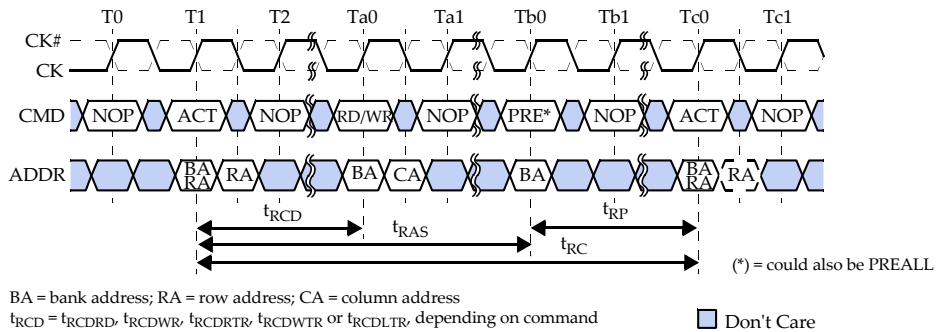 T0 T1 T2 Ta0 Ta1 Tb0 Tb1 Tc0 Tc1
CK#
CK
CMD NOP ACT NOP RD/WR NOP PRE* NOP ACT NOP
ADDR BA RA RA BA CA BA BA RA RA
tRCD
tRP
tRAS
tRC
(*) = could also be PREALL
BA = bank address; RA = row address; CA = column address
tRCD = tRCDRD, tRCDWR, tRCDRTR, tRCDWTR or tRCDLTR, depending on command
Don't Care